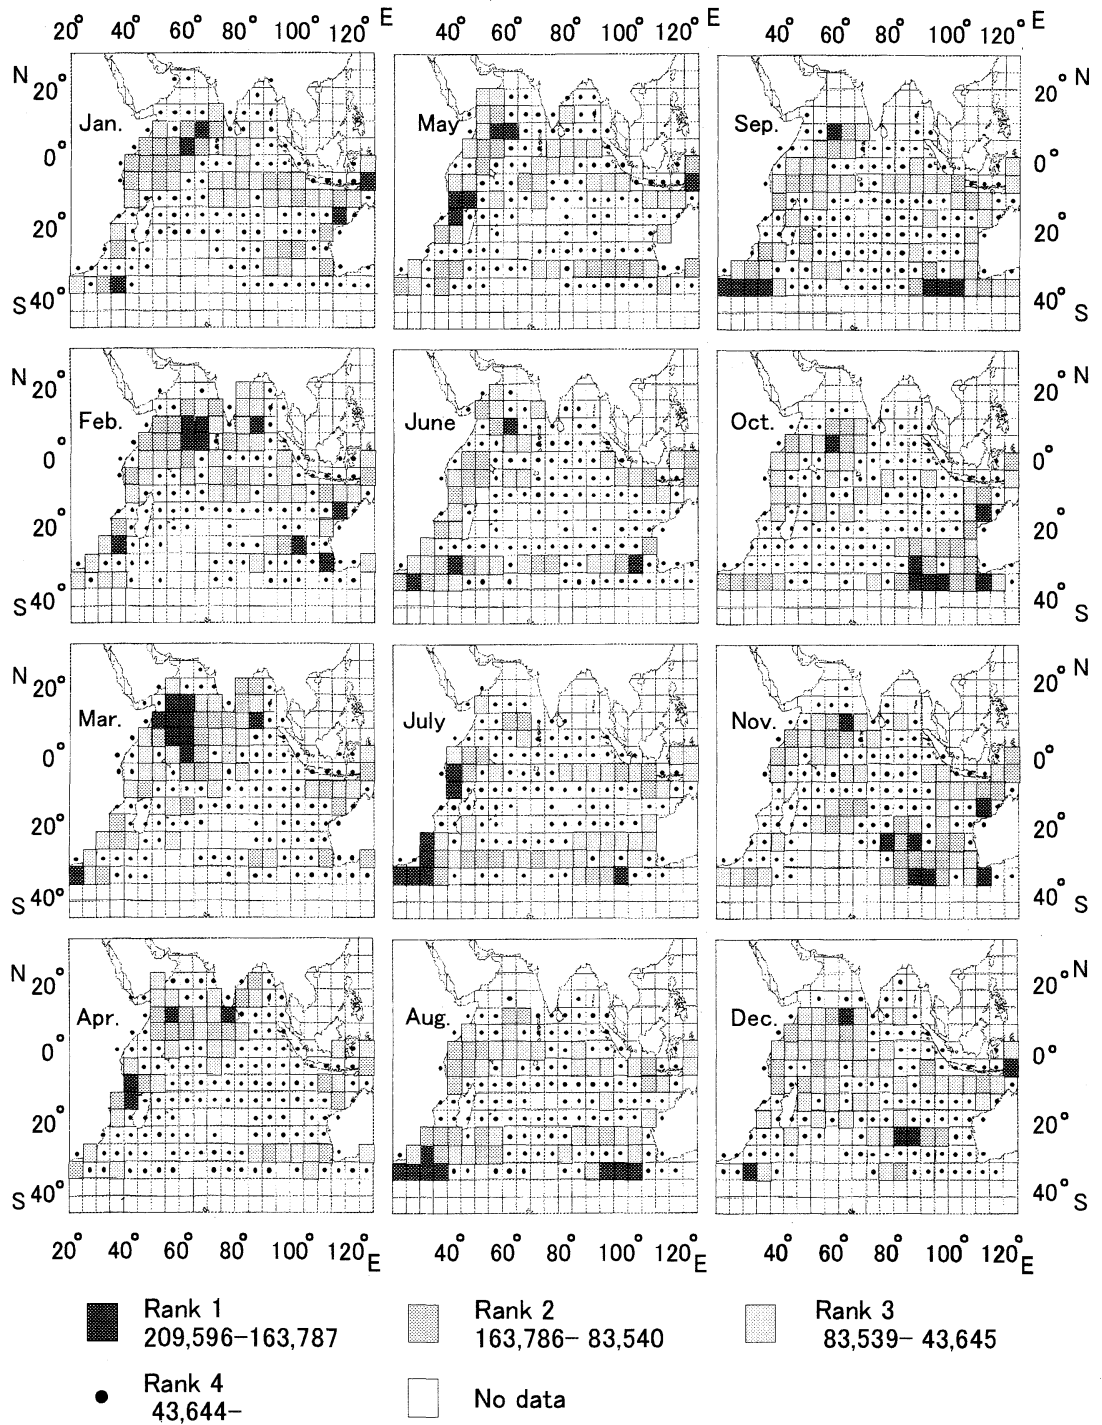 20° 40° 60° 80° 100° 120° E
40° 60° 80° 100° 120° E
40° 60° 80° 100° 120° E
N 20°
Jan.
0°
20°
S 40°
May
Sep.
20° N
0°
20°
40° S
N 20°
Feb.
0
20°
S 40°
June
Oct.
20° N
0°
20°
40° S
N 20°
Mar.
0°
20°
S 40°
July
Nov.
20° N
0°
20°
40° S
N 20°
Apr.
0°
20°
S 40°
Aug.
Dec.
20° N
0°
20°
40° S
20° 40° 60° 80° 100° 120° E
40° 60° 80° 100° 120° E
40° 60° 80° 100° 120° E
Rank 1
209,596-163,787
Rank 2
163,786- 83,540
Rank 3
83,539- 43,645
Rank 4
43,644-
No data